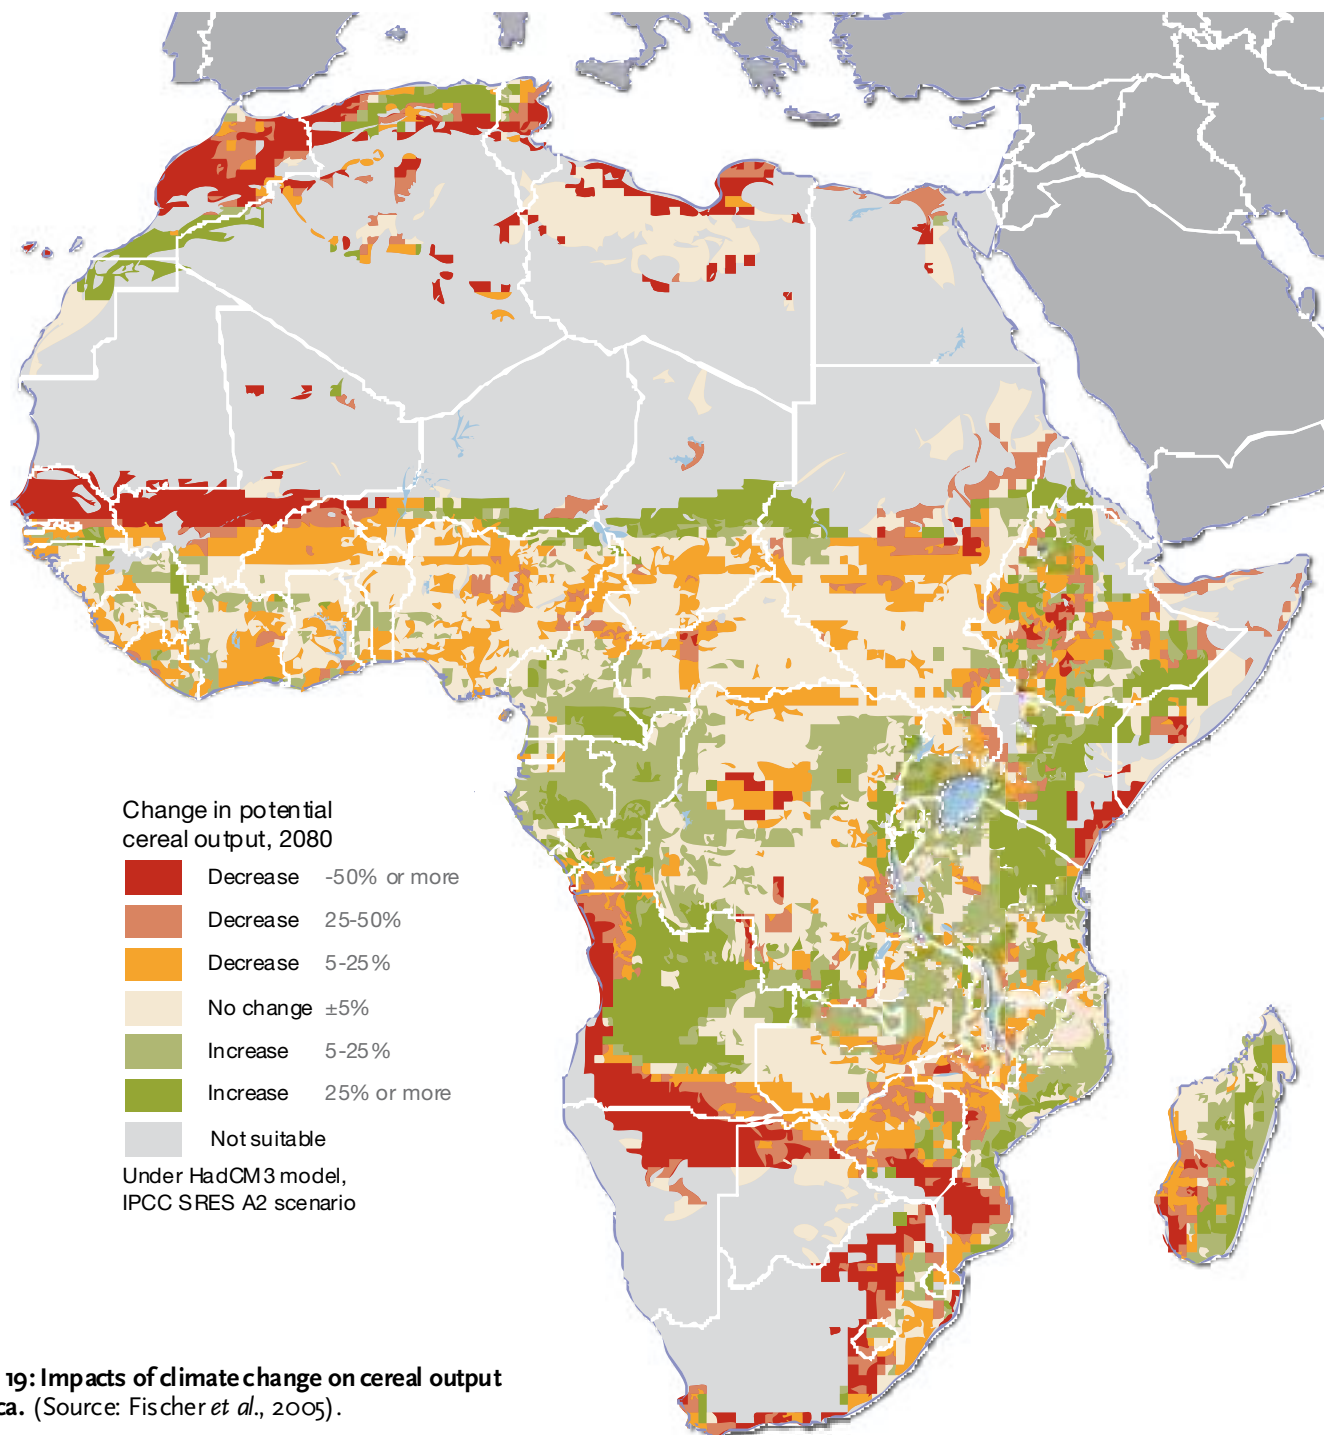 Change in potential
cereal output, 2080
Decrease -50% or more
Decrease 25-50%
Decrease 5-25%
No change ±5%
Increase 5-25%
Increase 25% or more
Not suitable
Under HadCM3 model,
IPCC SRES A2 scenario
19: Impacts of climate change on cereal output
ca. (Source: Fischer et al., 2005).